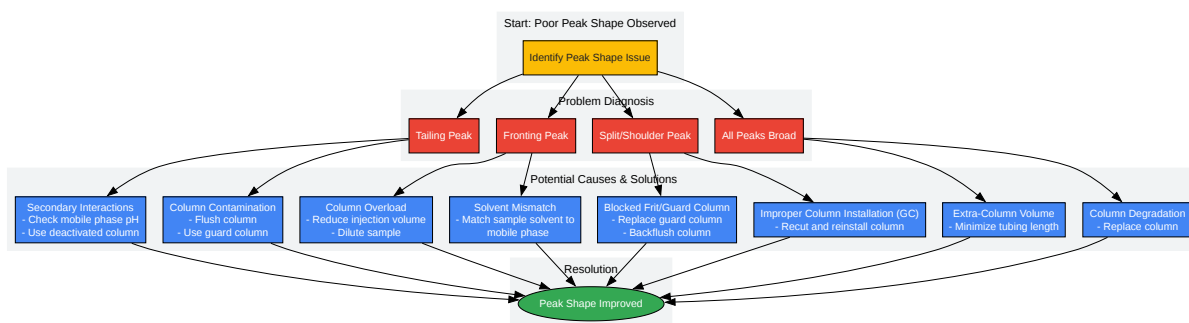 Start: Poor Peak Shape Observed
Identify Peak Shape Issue
Problem Diagnosis
Tailing Peak
Fronting Peak
Split/Shoulder Peak
All Peaks Broad
Potential Causes & Solutions
Secondary Interactions
- Check mobile phase pH
- Use deactivated column
Column Contamination
- Flush column
- Use guard column
Column Overload
- Reduce injection volume
- Dilute sample
Solvent Mismatch
- Match sample solvent to
mobile phase
Blocked Frit/Guard Column
- Replace guard column
- Backflush column
Improper Column Installation (GC)
- Recut and reinstall column
Extra-Column Volume
- Minimize tubing length
Column Degradation
- Replace column
Resolution
Peak Shape Improved